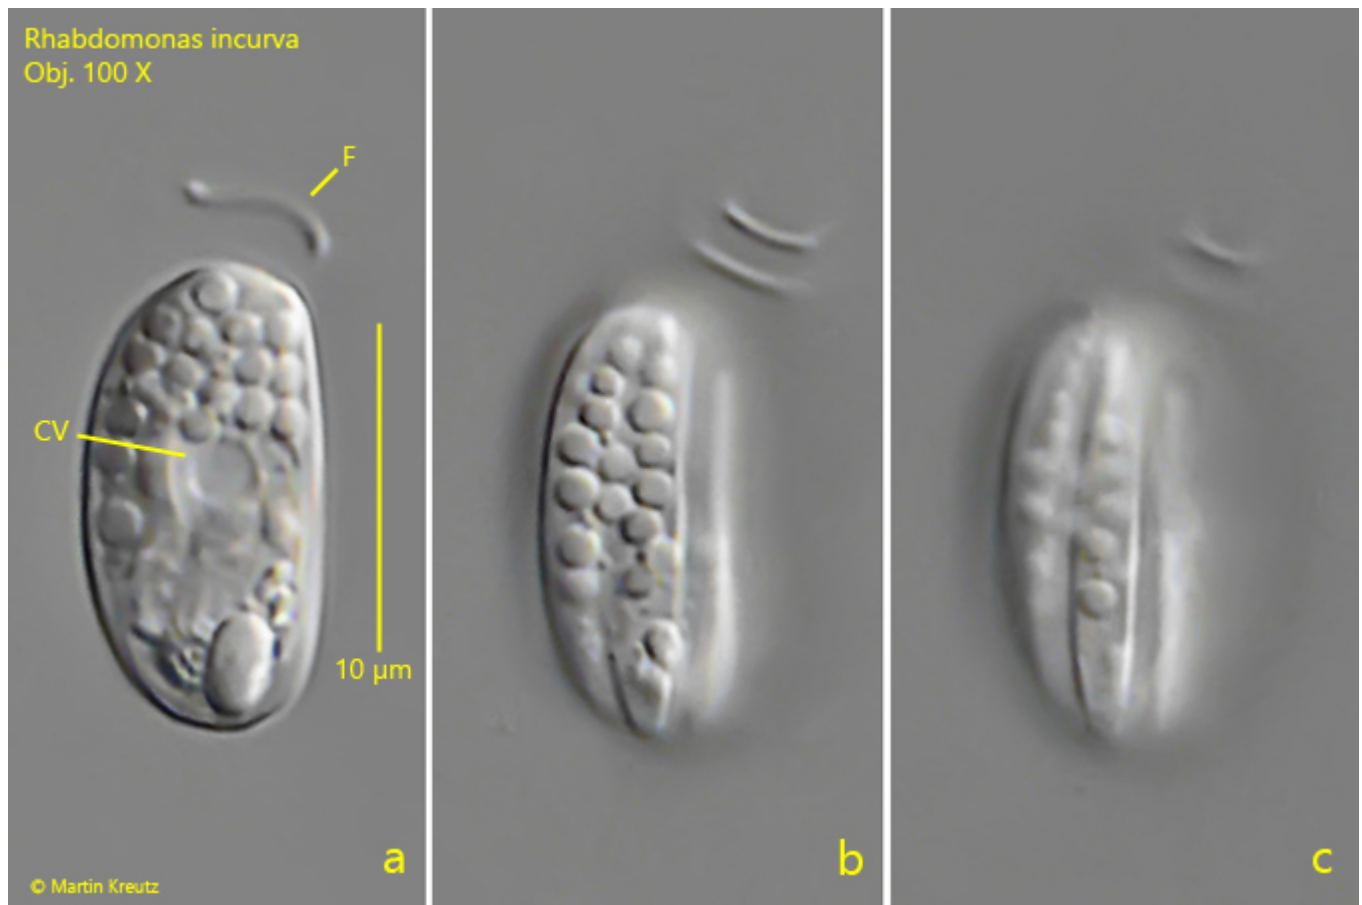 Rhabdomonas incurva
Obj. 100 X
F
CV
10 µm
a
b
c
© Martin Kreutz